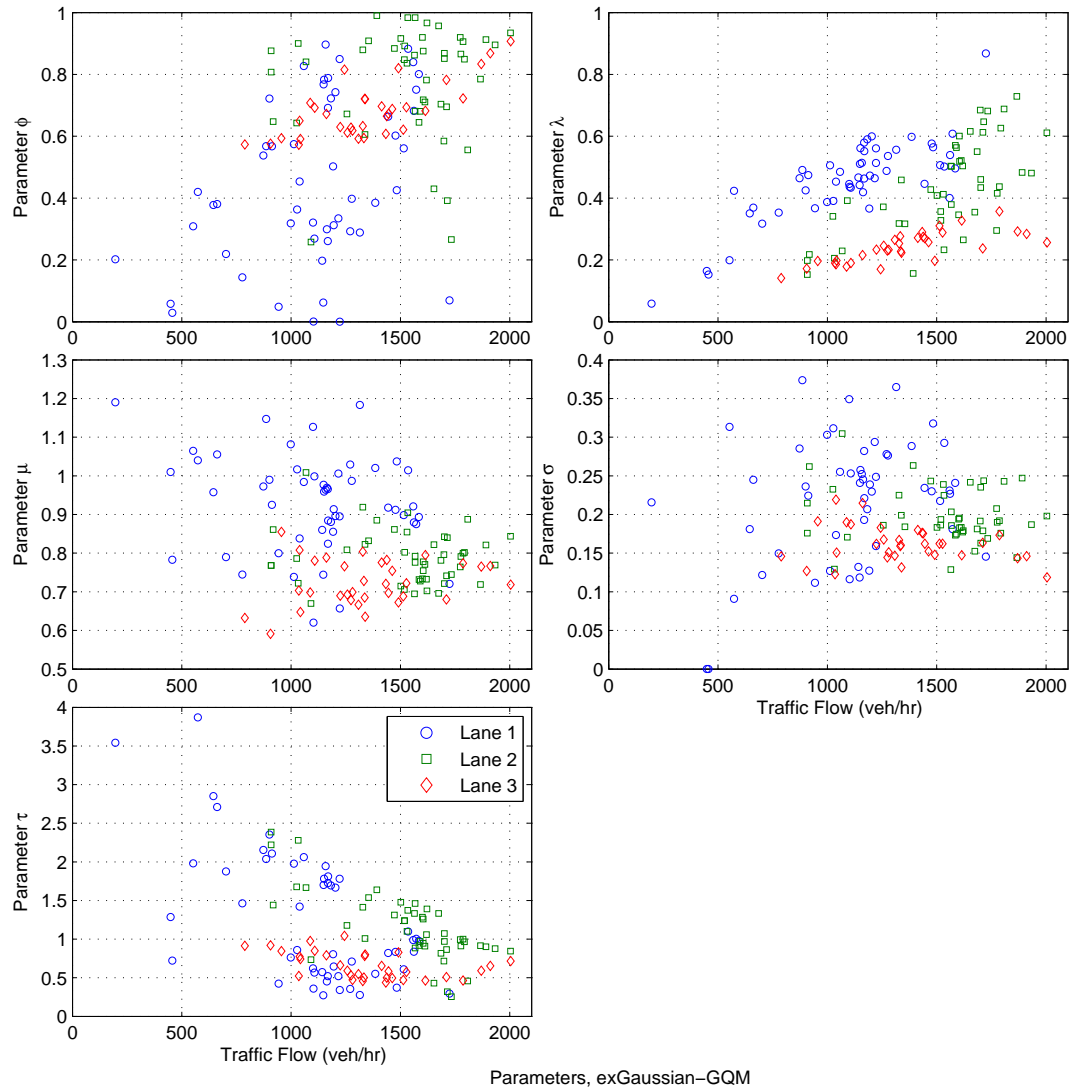 1
0.8
0.6
0.4
0.2
0
0 500 1000 1500 2000
Parameter ϕ
1
0.8
0.6
0.4
0.2
0
0 500 1000 1500 2000
Parameter λ
1.3
1.2
1.1
1
0.9
0.8
0.7
0.6
0.5
0 500 1000 1500 2000
Parameter μ
0.4
0.35
0.3
0.25
0.2
0.15
0.1
0.05
0
0 500 1000 1500 2000
Parameter σ
Traffic Flow (veh/hr)
4
3.5
3
2.5
2
1.5
1
0.5
0
0 500 1000 1500 2000
Parameter τ
Traffic Flow (veh/hr)
Lane 1
Lane 2
Lane 3
Parameters, exGaussian−GQM